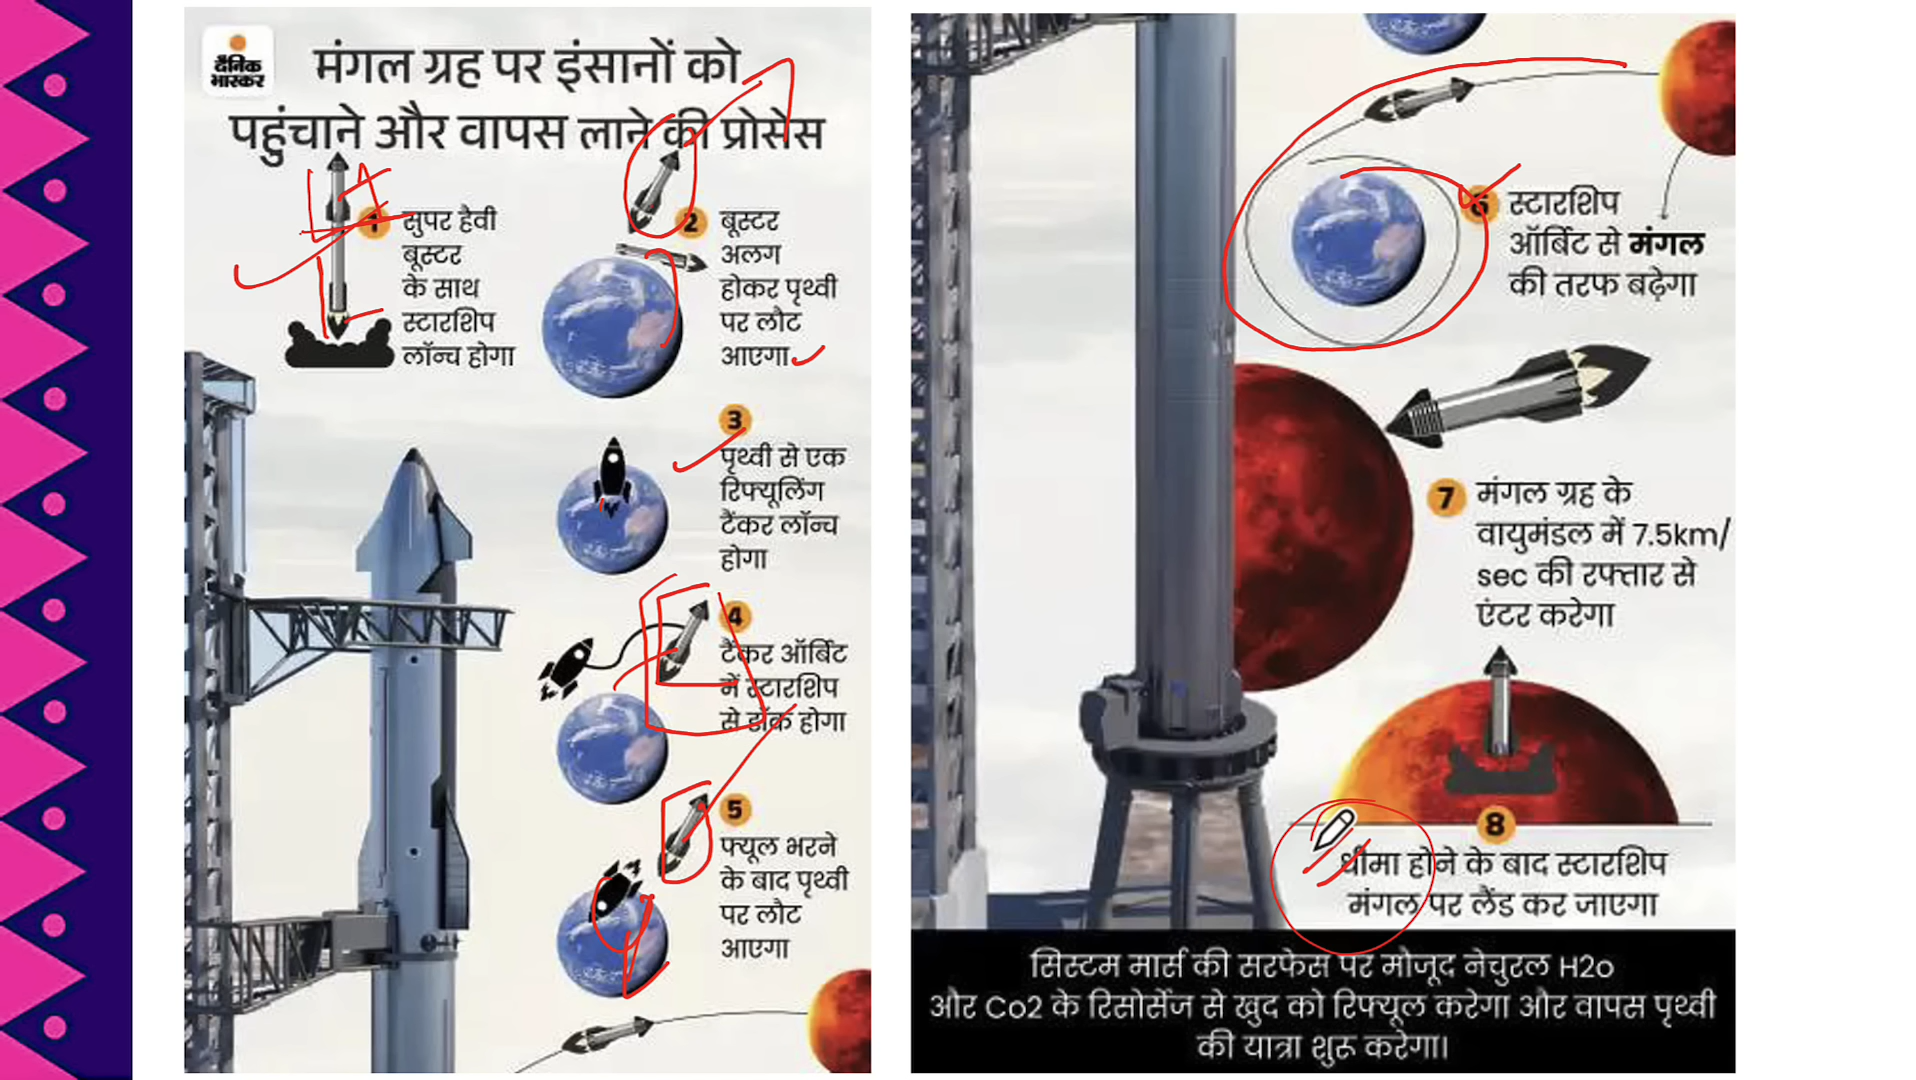 दैनिक
भास्कर
मंगल ग्रह पर इंसानों को
पहुंचाने और वापस लाने की प्रोसेस
1
सुपर हैवी
बूस्टर
के साथ
स्टारशिप
लॉन्च होगा
2
बूस्टर
अलग
होकर पृथ्वी
पर लौट
आएगा
3
पृथ्वी से एक
रिफ्यूलिंग
टैंकर लॉन्च
होगा
4
टैंकर ऑर्बिट
में स्टारशिप
से डॉक होगा
5
फ्यूल भरने
के बाद पृथ्वी
पर लौट
आएगा
6
स्टारशिप
ऑर्बिट से मंगल
की तरफ बढ़ेगा
7
मंगल ग्रह के
वायुमंडल में 7.5km/
sec की रफ्तार से
एंटर करेगा
8
धीमा होने के बाद स्टारशिप
मंगल पर लैंड कर जाएगा
सिस्टम मार्स की सरफेस पर मौजूद नेचुरल H2o
और Co2 के रिसोर्सेज से खुद को रिफ्यूल करेगा और वापस पृथ्वी
की यात्रा शुरू करेगा।